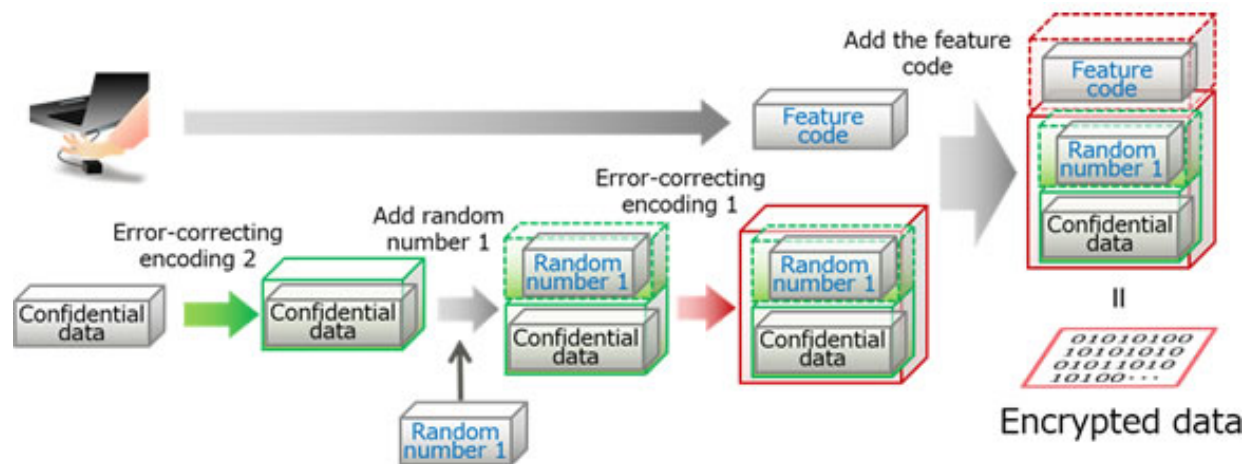 Add the feature
code
Feature
code
Feature
code
Random
number 1
Confidential
data
Error-correcting
encoding 1
Add random
number 1
Error-correcting
encoding 2
Confidential
data
Confidential
data
Random
number 1
Confidential
data
Random
number 1
Confidential
data
Random
number 1
=
01010100
10101010
01011010
10100···
Encrypted data